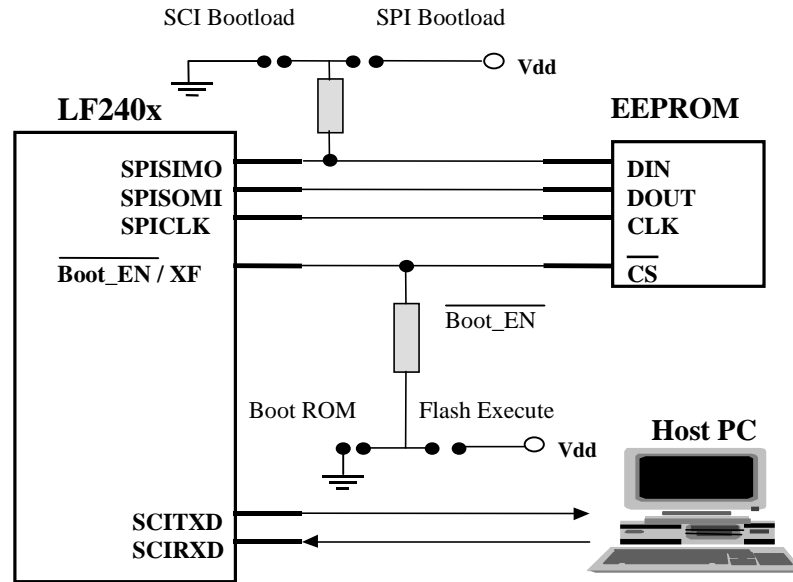 SCI Bootload SPI Bootload
Vdd
LF240x EEPROM
SPISIMO DIN
SPISOMI DOUT
SPICLK CLK
Boot_EN / XF CS
Boot_EN
Boot ROM Flash Execute
Host PC
Vdd
SCITXD
SCIRXD